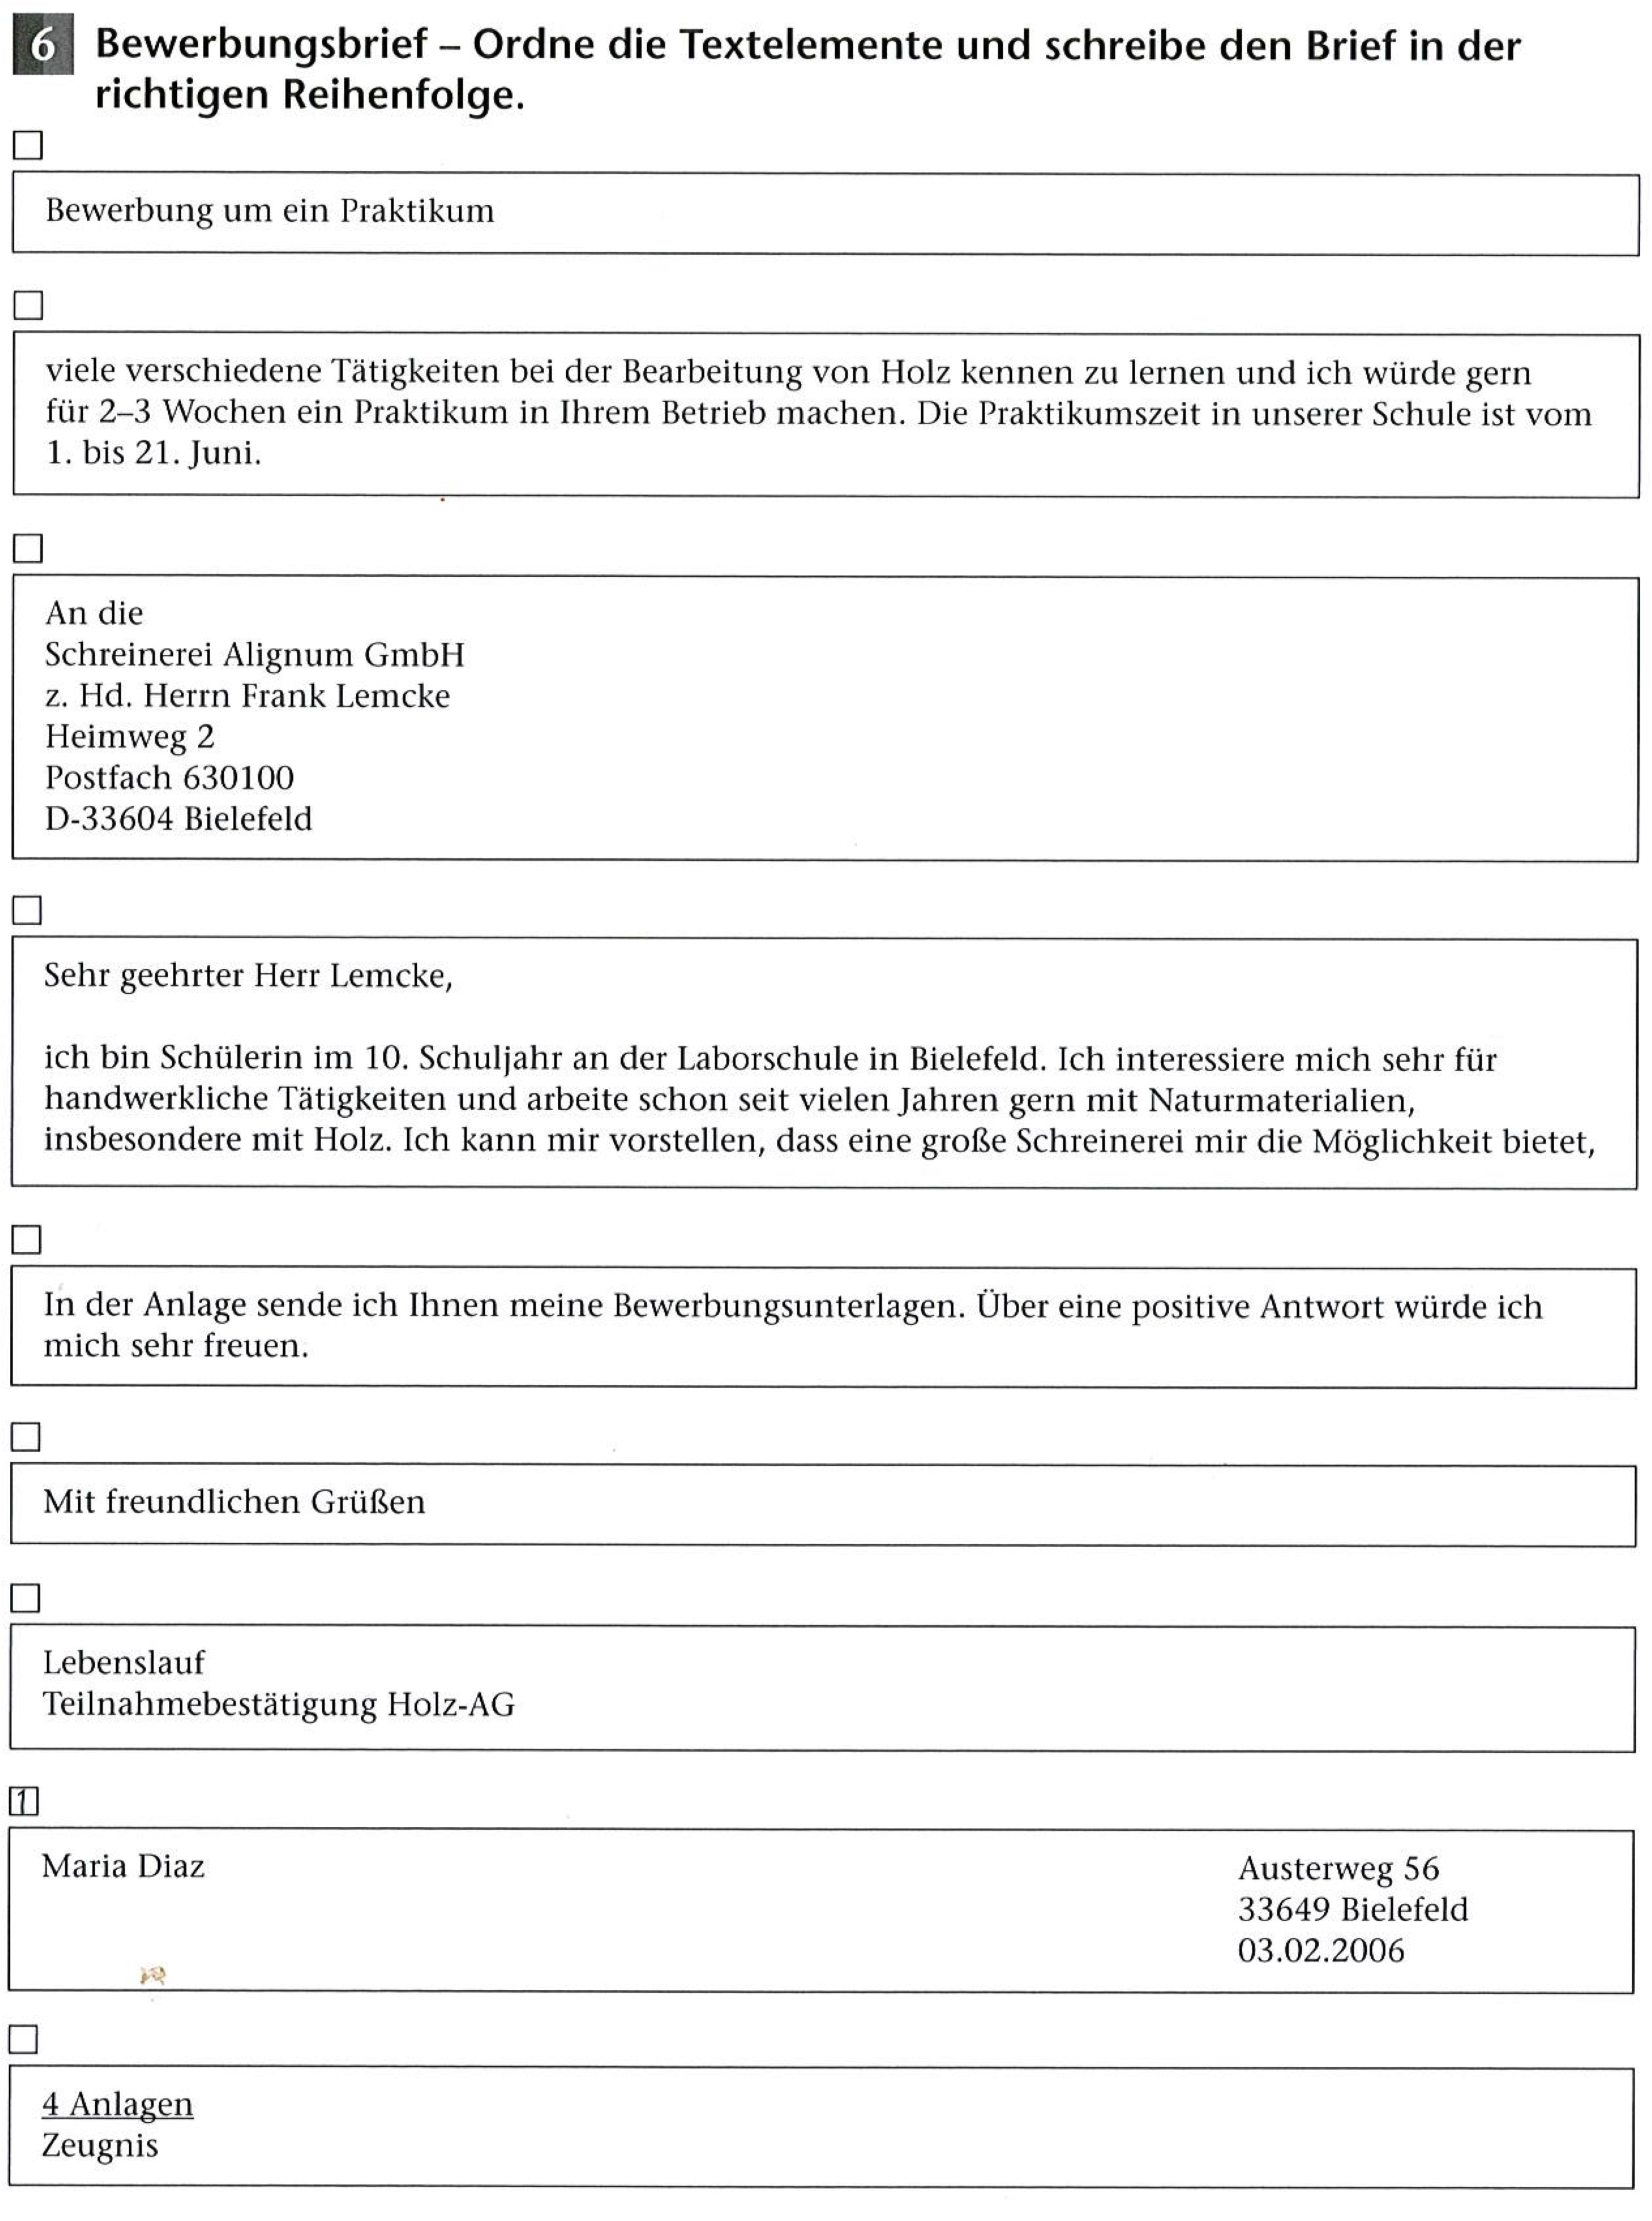 6 Bewerbungsbrief – Ordne die Textelemente und schreibe den Brief in der
richtigen Reihenfolge.
Bewerbung um ein Praktikum
viele verschiedene Tätigkeiten bei der Bearbeitung von Holz kennen zu lernen und ich würde gern
für 2–3 Wochen ein Praktikum in Ihrem Betrieb machen. Die Praktikumszeit in unserer Schule ist vom
1. bis 21. Juni.
An die
Schreinerei Alignum GmbH
z. Hd. Herrn Frank Lemcke
Heimweg 2
Postfach 630100
D-33604 Bielefeld
Sehr geehrter Herr Lemcke,
ich bin Schülerin im 10. Schuljahr an der Laborschule in Bielefeld. Ich interessiere mich sehr für
handwerkliche Tätigkeiten und arbeite schon seit vielen Jahren gern mit Naturmaterialien,
insbesondere mit Holz. Ich kann mir vorstellen, dass eine große Schreinerei mir die Möglichkeit bietet,
In der Anlage sende ich Ihnen meine Bewerbungsunterlagen. Über eine positive Antwort würde ich
mich sehr freuen.
Mit freundlichen Grüßen
Lebenslauf
Teilnahmebestätigung Holz-AG
1
Maria Diaz
Austerweg 56
33649 Bielefeld
03.02.2006
4 Anlagen
Zeugnis